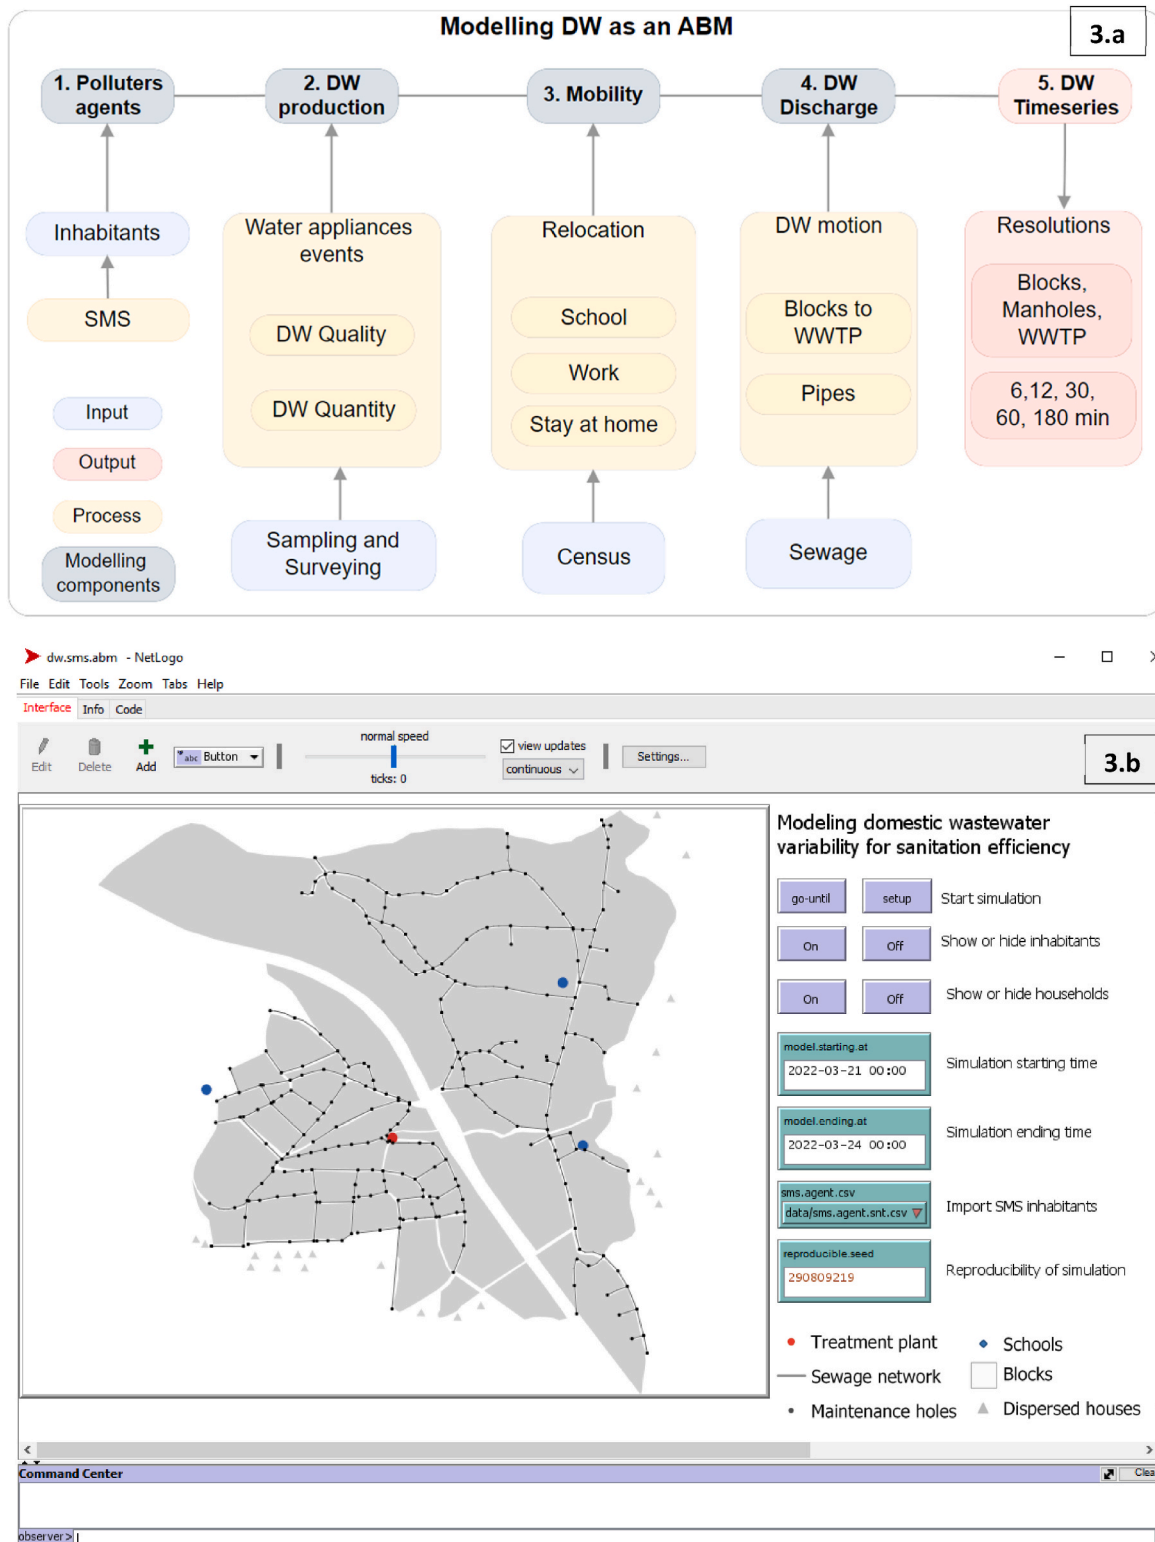 Modelling DW as an ABM
3.a
1. Polluters
agents
2. DW
production
3. Mobility
4. DW
Discharge
5. DW
Timeseries
Inhabitants
SMS
Input
Output
Process
Modelling
components
Water appliances
events
DW Quality
DW Quantity
Sampling and
Surveying
Relocation
School
Work
Stay at home
Census
DW motion
Blocks to
WWTP
Pipes
Sewage
Resolutions
Blocks,
Manholes,
WWTP
6,12, 30,
60, 180 min
dw.sms.abm - NetLogo
File Edit Tools Zoom Tabs Help
Interface Info Code
Edit
Delete
Add
abc Button
normal speed
ticks: 0
view updates
continuous
Settings...
3.b
Modeling domestic wastewater
variability for sanitation efficiency
go-until setup Start simulation
On Off Show or hide inhabitants
On Off Show or hide households
model.starting.at
2022-03-21 00:00
Simulation starting time
model.ending.at
2022-03-24 00:00
Simulation ending time
sms.agent.csv
data/sms.agent.snt.csv
Import SMS inhabitants
reproducible.seed
290809219
Reproducibility of simulation
Treatment plant
Schools
Sewage network
Blocks
Maintenance holes
Dispersed houses
Command Center
Clea
observer>